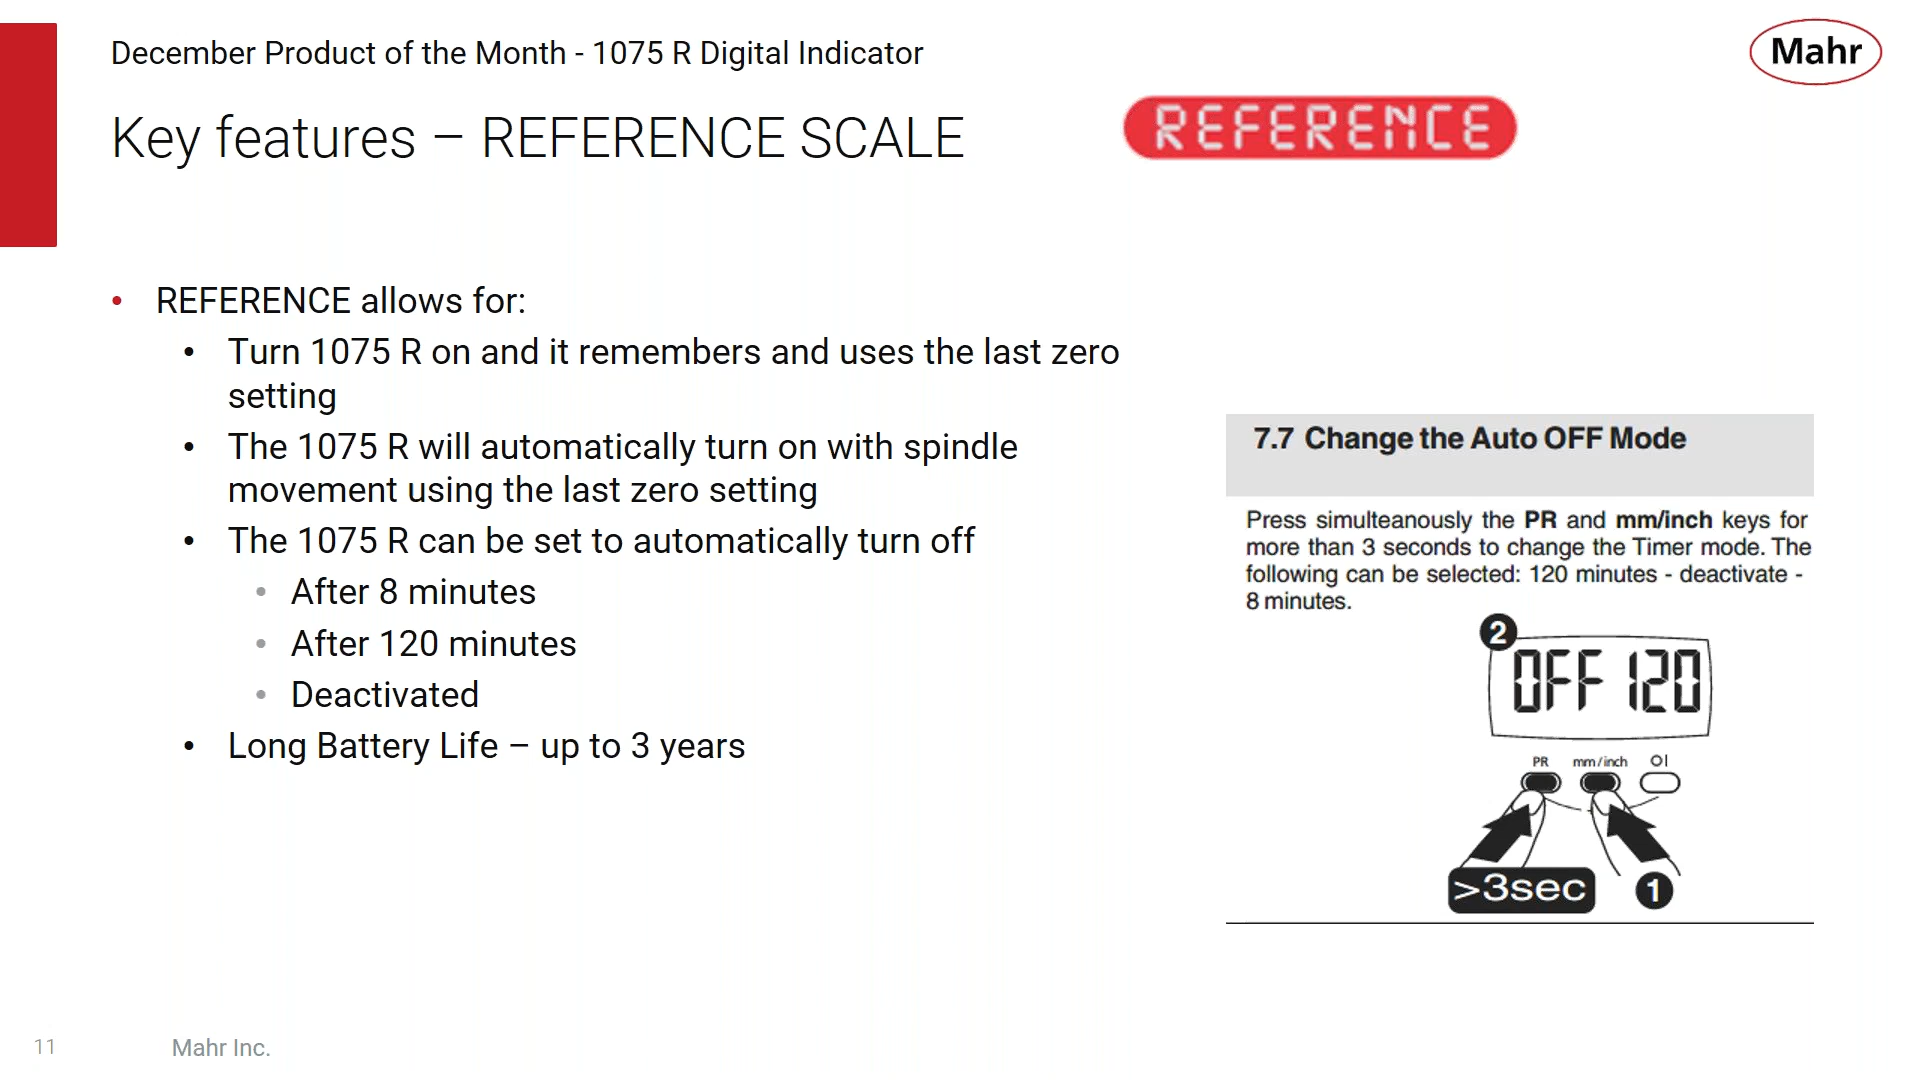 December Product of the Month - 1075 R Digital Indicator
Mahr
Key features – REFERENCE SCALE
REFERENCE
• REFERENCE allows for:
• Turn 1075 R on and it remembers and uses the last zero
setting
• The 1075 R will automatically turn on with spindle
movement using the last zero setting
• The 1075 R can be set to automatically turn off
• After 8 minutes
• After 120 minutes
• Deactivated
• Long Battery Life – up to 3 years
7.7 Change the Auto OFF Mode
Press simulteanously the PR and mm/inch keys for
more than 3 seconds to change the Timer mode. The
following can be selected: 120 minutes - deactivate -
8 minutes.
2
OFF 120
PR mm/inch OI
>3sec 1
11 Mahr Inc.